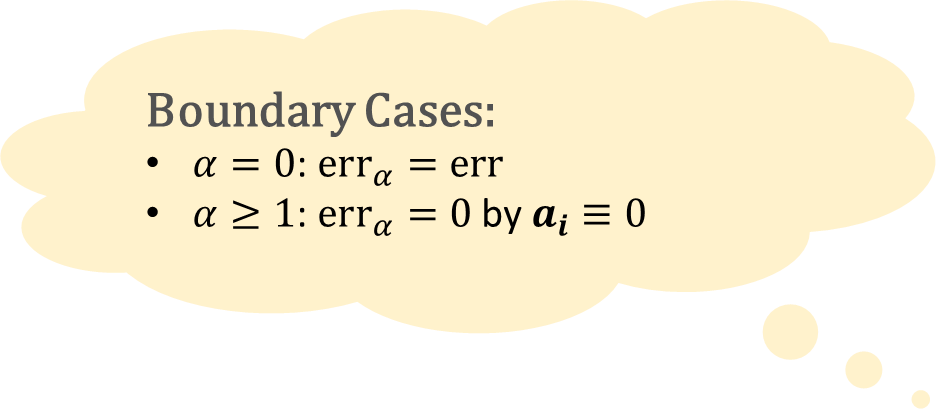 Boundary Cases:
• α = 0: err_α = err
• α ≥ 1: err_α = 0 by a_i ≡ 0